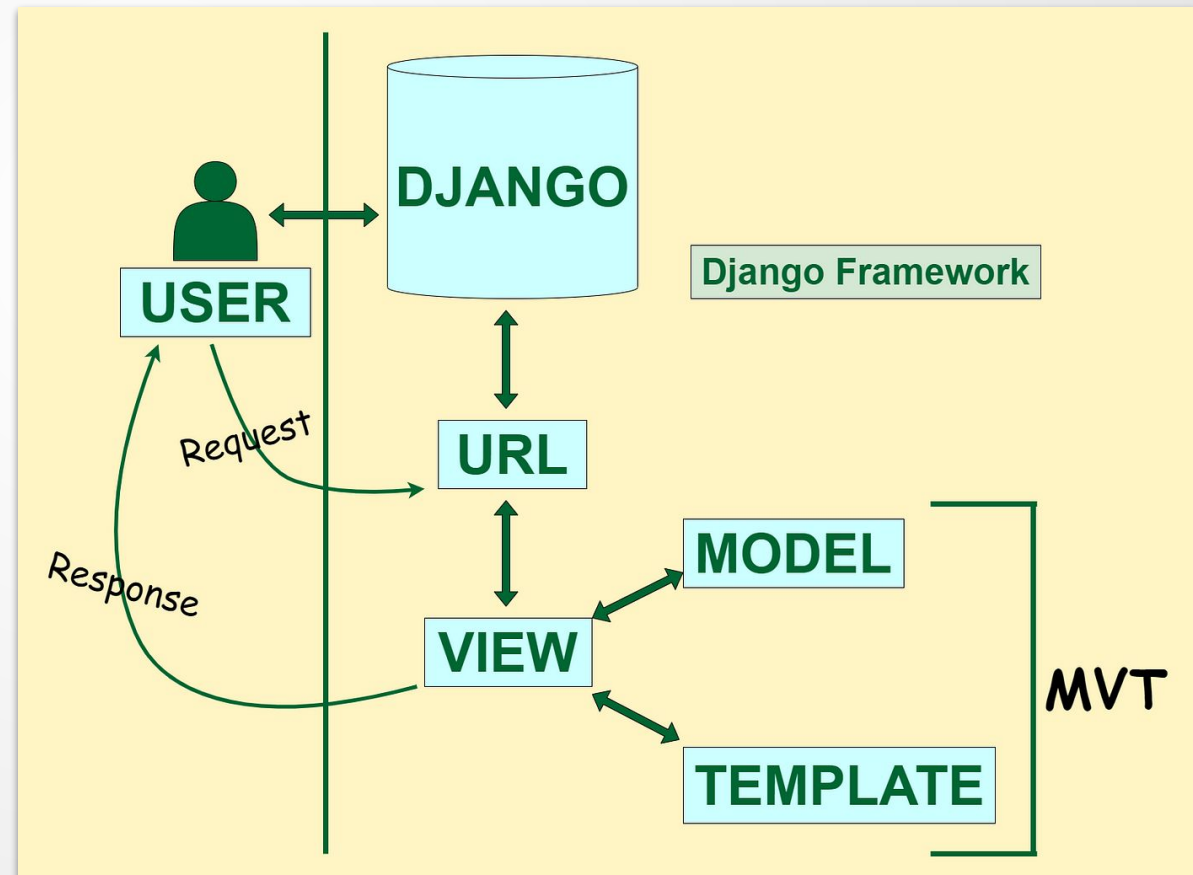 DJANGO
Django Framework
USER
Request
URL
Response
MODEL
VIEW
MVT
TEMPLATE